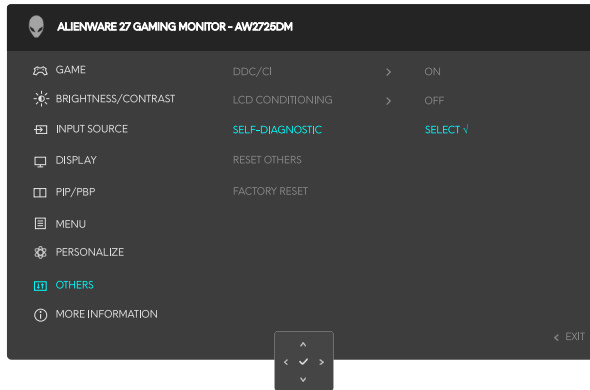 ALIENWARE 27 GAMING MONITOR - AW2725DM
GAME
DDC/CI > ON
BRIGHTNESS/CONTRAST
LCD CONDITIONING > OFF
INPUT SOURCE
SELF-DIAGNOSTIC SELECT √
DISPLAY
RESET OTHERS
PIP/PBP
FACTORY RESET
MENU
PERSONALIZE
OTHERS
MORE INFORMATION
< EXIT